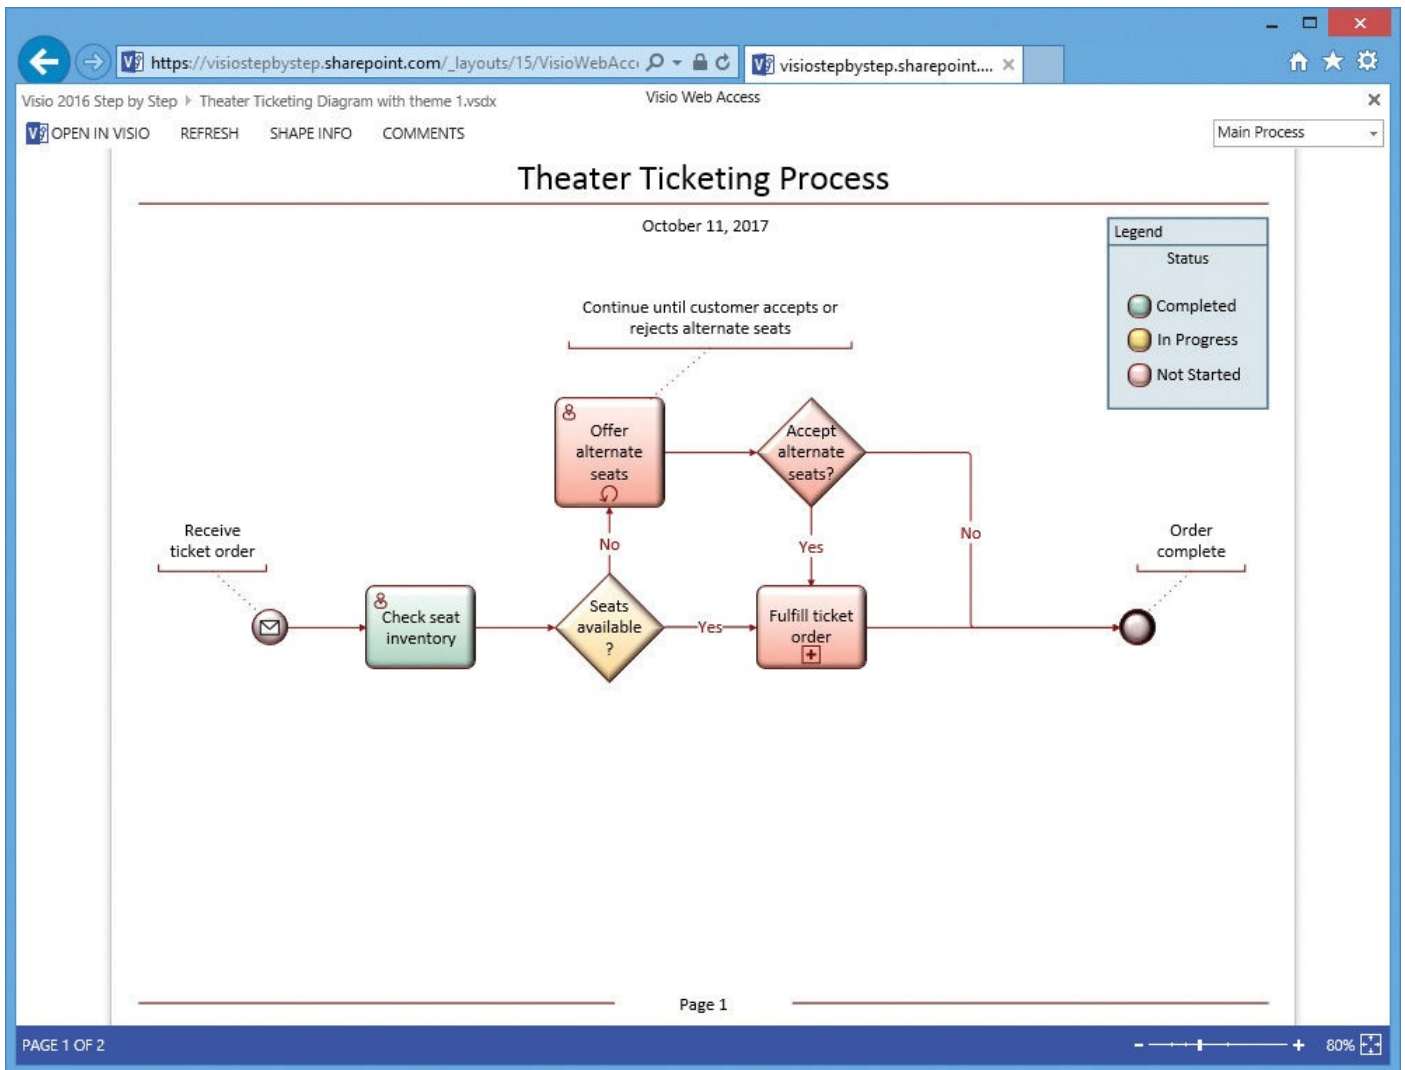 https://visiostepbystep.sharepoint.com/_layouts/15/VisioWebAcc
visiostepbystep.sharepoint....
Visio 2016 Step by Step
Theater Ticketing Diagram with theme 1.vsdx
Visio Web Access
OPEN IN VISIO
REFRESH
SHAPE INFO
COMMENTS
Main Process
Theater Ticketing Process
October 11, 2017
Legend
Status
Completed
In Progress
Not Started
Continue until customer accepts or
rejects alternate seats
Offer
alternate
seats
Accept
alternate
seats?
Receive
ticket order
No
Yes
No
Order
complete
Check seat
inventory
Seats
available
?
Yes
Fulfill ticket
order
Page 1
PAGE 1 OF 2
80%